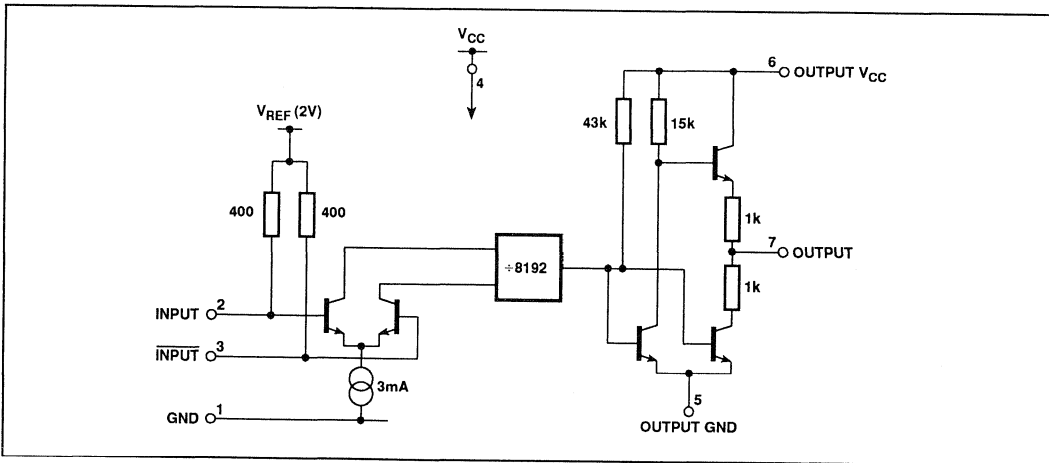 VCC
4
6
OUTPUT VCC
VREF (2V)
43k
15k
400
400
1k
7
OUTPUT
÷8192
1k
INPUT
2
INPUT
3
3mA
GND
1
5
OUTPUT GND